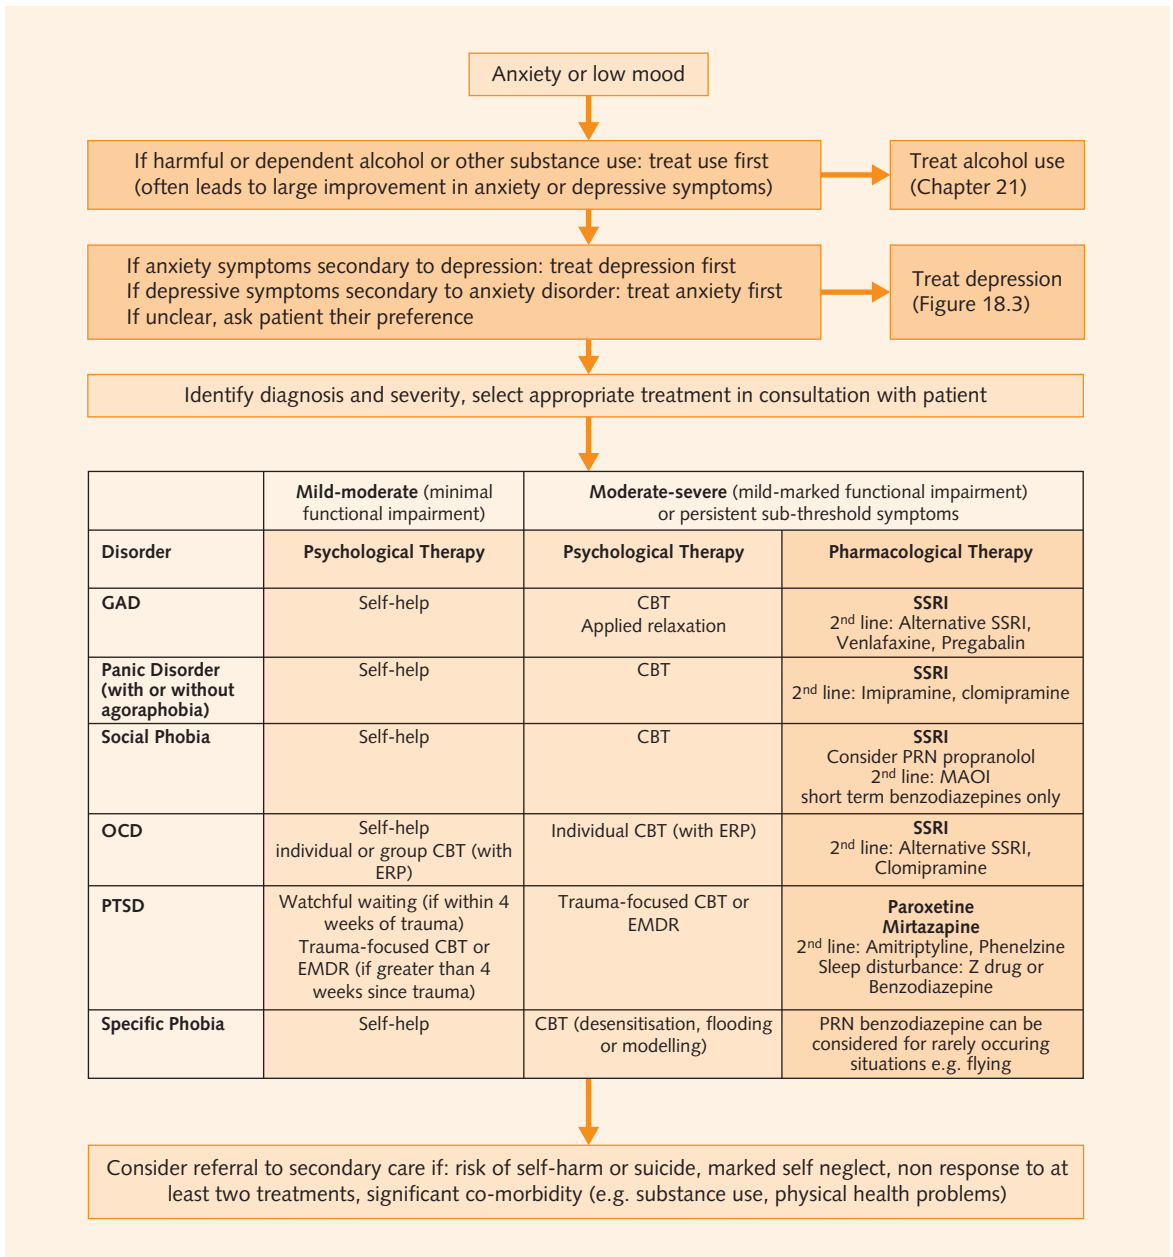 Anxiety or low mood
If harmful or dependent alcohol or other substance use: treat use first
(often leads to large improvement in anxiety or depressive symptoms)
Treat alcohol use
(Chapter 21)
If anxiety symptoms secondary to depression: treat depression first
If depressive symptoms secondary to anxiety disorder: treat anxiety first
If unclear, ask patient their preference
Treat depression
(Figure 18.3)
Identify diagnosis and severity, select appropriate treatment in consultation with patient
Mild-moderate (minimal
functional impairment)
Moderate-severe (mild-marked functional impairment)
or persistent sub-threshold symptoms
Disorder
Psychological Therapy
Psychological Therapy
Pharmacological Therapy
GAD
Self-help
CBT
Applied relaxation
SSRI
2nd line: Alternative SSRI,
Venlafaxine, Pregabalin
Panic Disorder
(with or without
agoraphobia)
Self-help
CBT
SSRI
2nd line: Imipramine, clomipramine
Social Phobia
Self-help
CBT
SSRI
Consider PRN propranolol
2nd line: MAOI
short term benzodiazepines only
OCD
Self-help
individual or group CBT (with
ERP)
Individual CBT (with ERP)
SSRI
2nd line: Alternative SSRI,
Clomipramine
PTSD
Watchful waiting (if within 4
weeks of trauma)
Trauma-focused CBT or
EMDR (if greater than 4
weeks since trauma)
Trauma-focused CBT or
EMDR
Paroxetine
Mirtazapine
2nd line: Amitriptyline, Phenelzine
Sleep disturbance: Z drug or
Benzodiazepine
Specific Phobia
Self-help
CBT (desensitisation, flooding
or modelling)
PRN benzodiazepine can be
considered for rarely occuring
situations e.g. flying
Consider referral to secondary care if: risk of self-harm or suicide, marked self neglect, non response to at
least two treatments, significant co-morbidity (e.g. substance use, physical health problems)